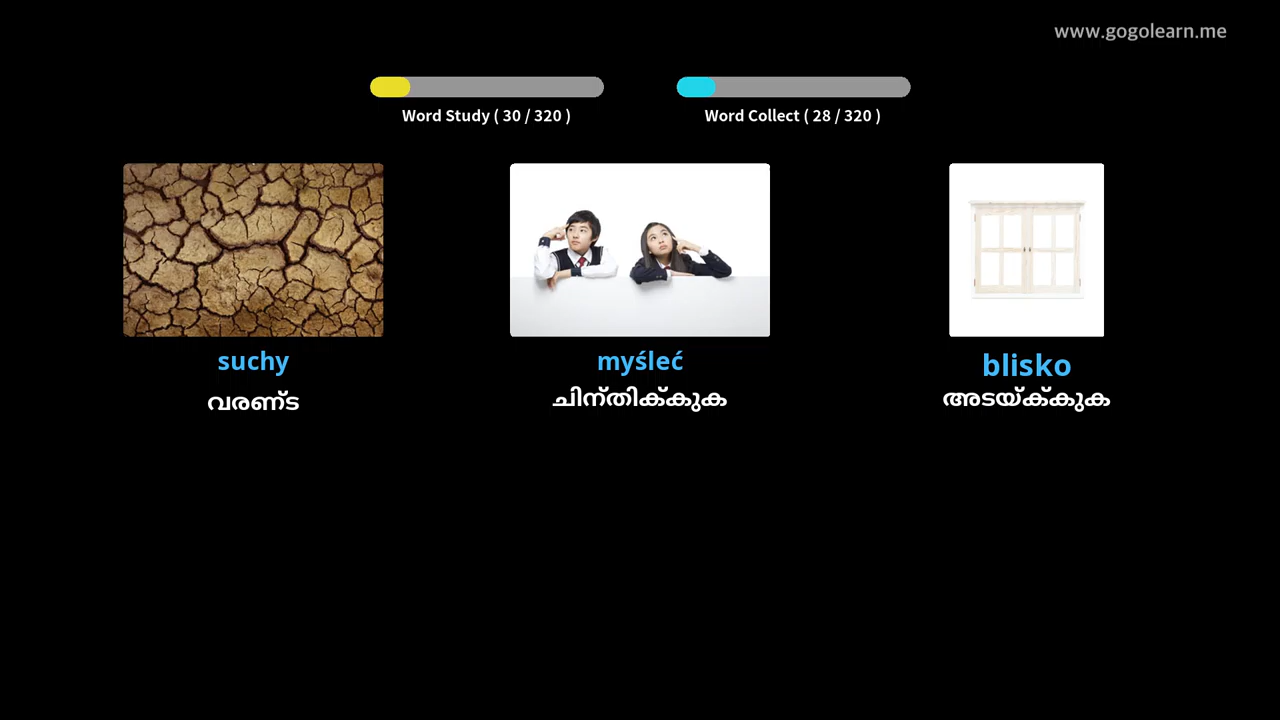 www.gogolearn.me
Word Study ( 30 / 320 )
Word Collect ( 28 / 320 )
suchy
വരണ്ട
myśleć
ചിന്തിക്കുക
blisko
അടയ്ക്കുക